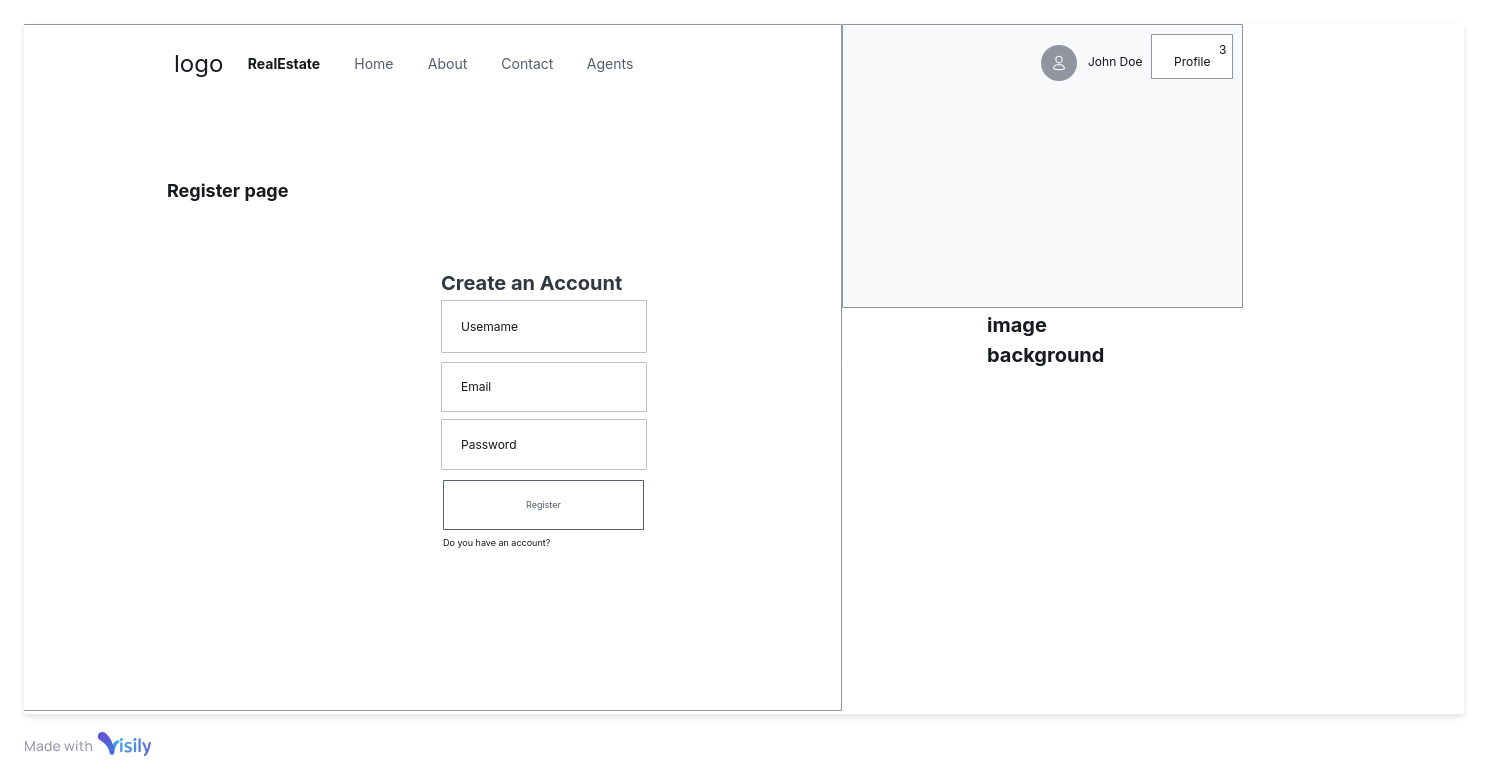 logo RealEstate Home About Contact Agents John Doe Profile 3
Register page
Create an Account
Usemame
Email
Password
Register
Do you have an account?
image
background
Made with Visily